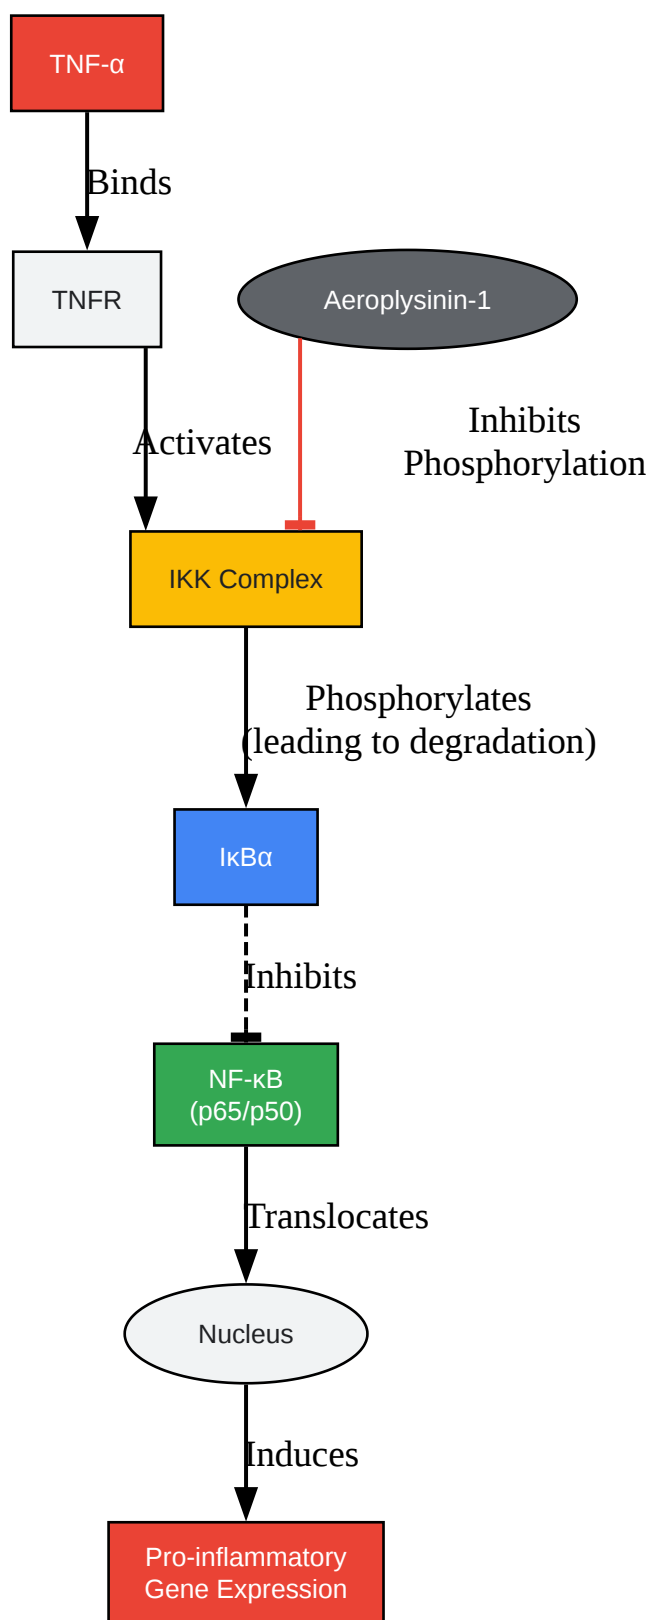 TNF-α
Binds
TNFR
Aeroplysinin-1
Activates
Inhibits
Phosphorylation
IKK Complex
Phosphorylates
(leading to degradation)
IκBα
Inhibits
NF-κB
(p65/p50)
Translocates
Nucleus
Induces
Pro-inflammatory
Gene Expression